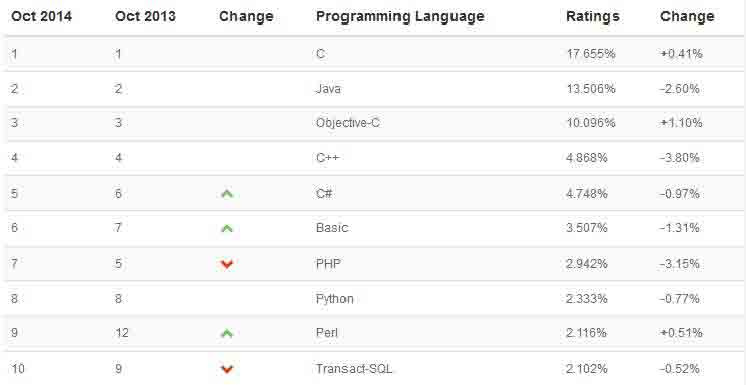 Oct 2014 Oct 2013 Change Programming Language Ratings Change
1 1 C 17.655% +0.41%
2 2 Java 13.506% -2.60%
3 3 Objective-C 10.096% +1.10%
4 4 C++ 4.868% -3.80%
5 6 C# 4.748% -0.97%
6 7 Basic 3.507% -1.31%
7 5 PHP 2.942% -3.15%
8 8 Python 2.333% -0.77%
9 12 Perl 2.116% +0.51%
10 9 Transact-SQL 2.102% -0.52%